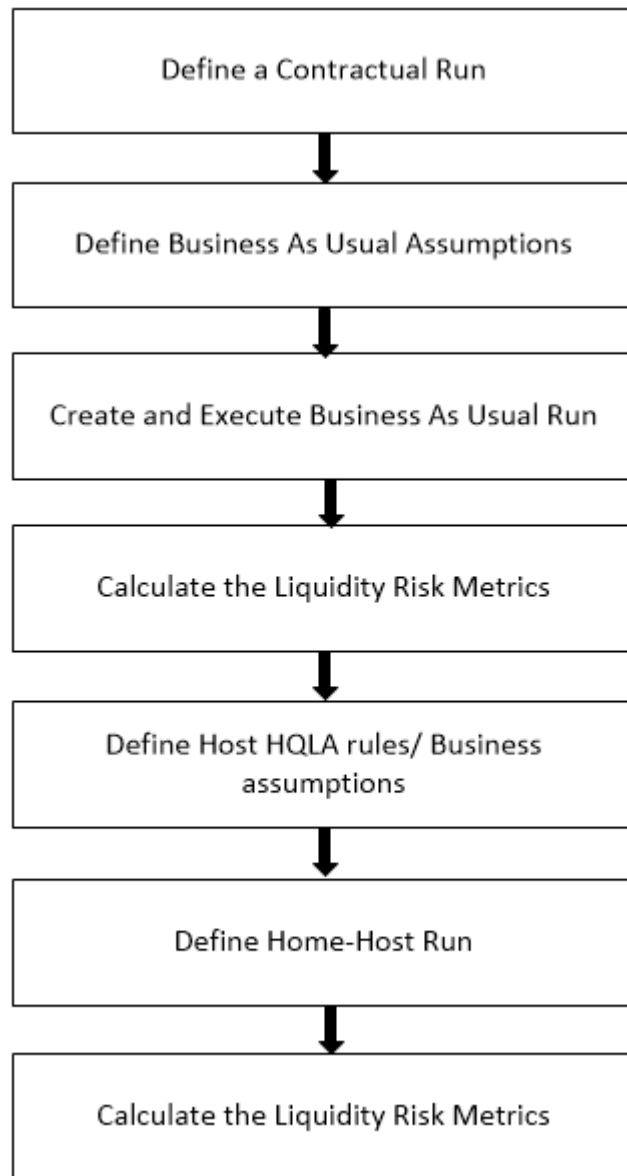 Define a Contractual Run
Define Business As Usual Assumptions
Create and Execute Business As Usual Run
Calculate the Liquidity Risk Metrics
Define Host HQLA rules/ Business
assumptions
Define Home-Host Run
Calculate the Liquidity Risk Metrics